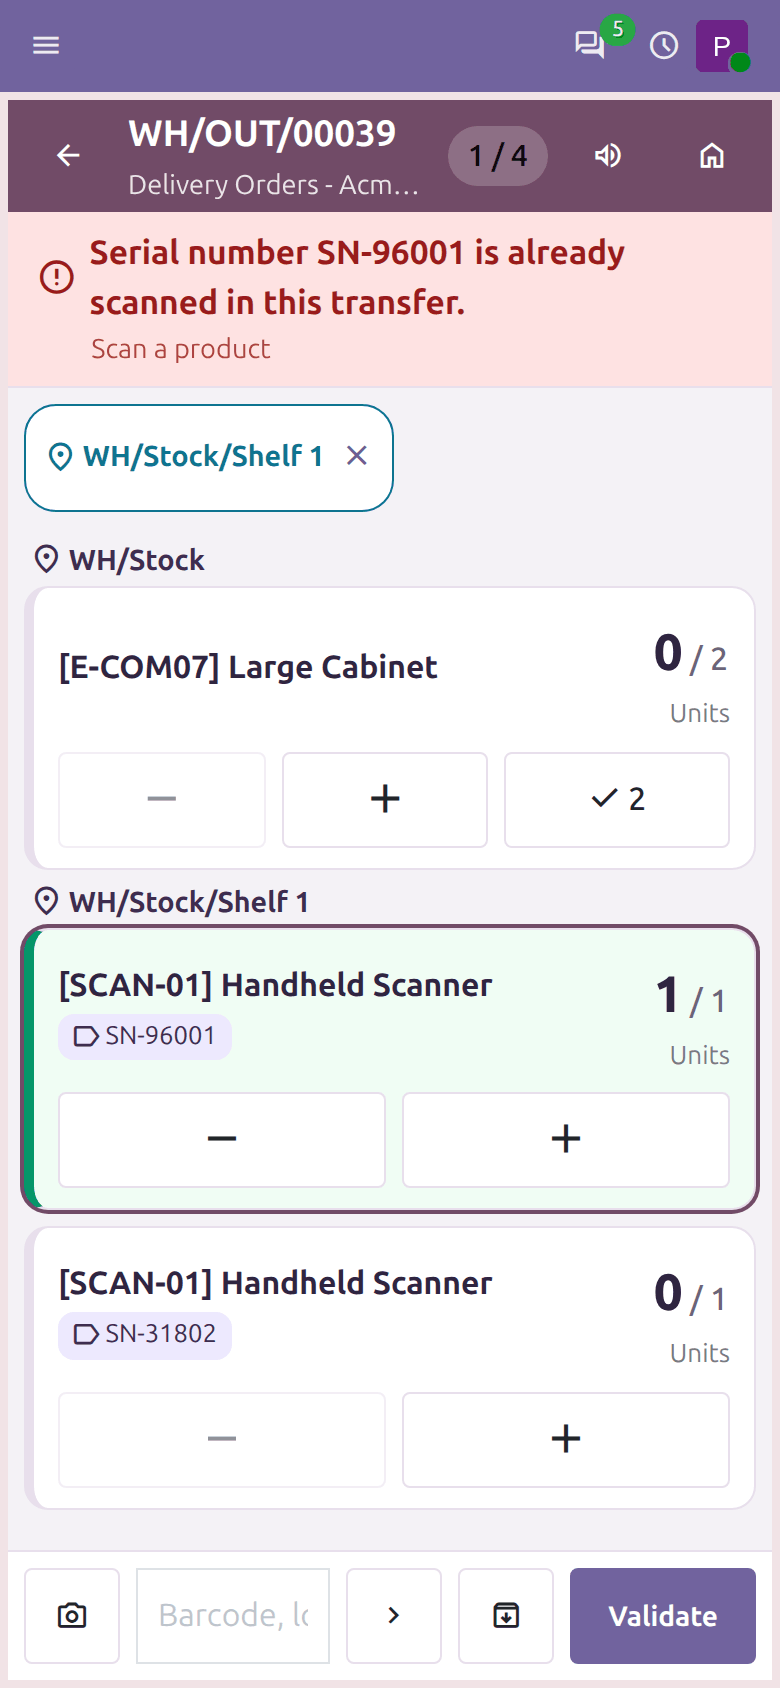 5
P
WH/OUT/00039
Delivery Orders - Acm...
1 / 4
Serial number SN-96001 is already
scanned in this transfer.
Scan a product
WH/Stock/Shelf 1
WH/Stock
[E-COM07] Large Cabinet
0 / 2
Units
2
WH/Stock/Shelf 1
[SCAN-01] Handheld Scanner
1 / 1
SN-96001
Units
[SCAN-01] Handheld Scanner
0 / 1
SN-31802
Units
Barcode, lo
Validate